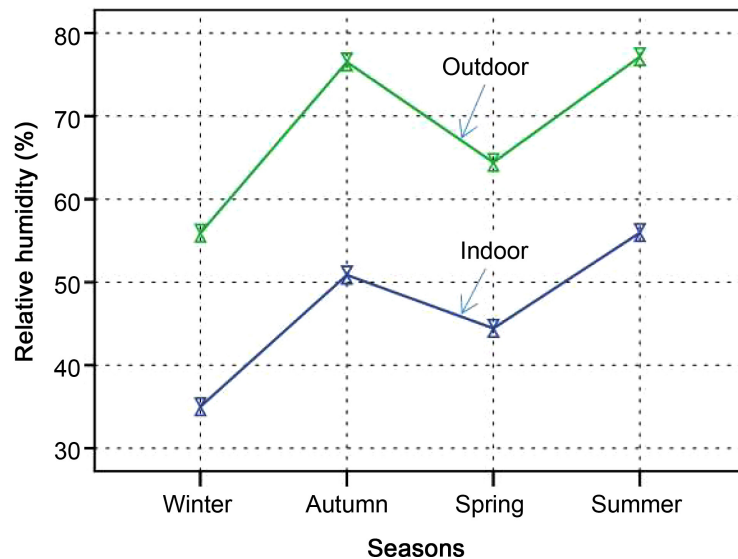 80
70
60
50
40
30
Relative humidity (%)
Outdoor
Indoor
Winter Autumn Spring Summer
Seasons